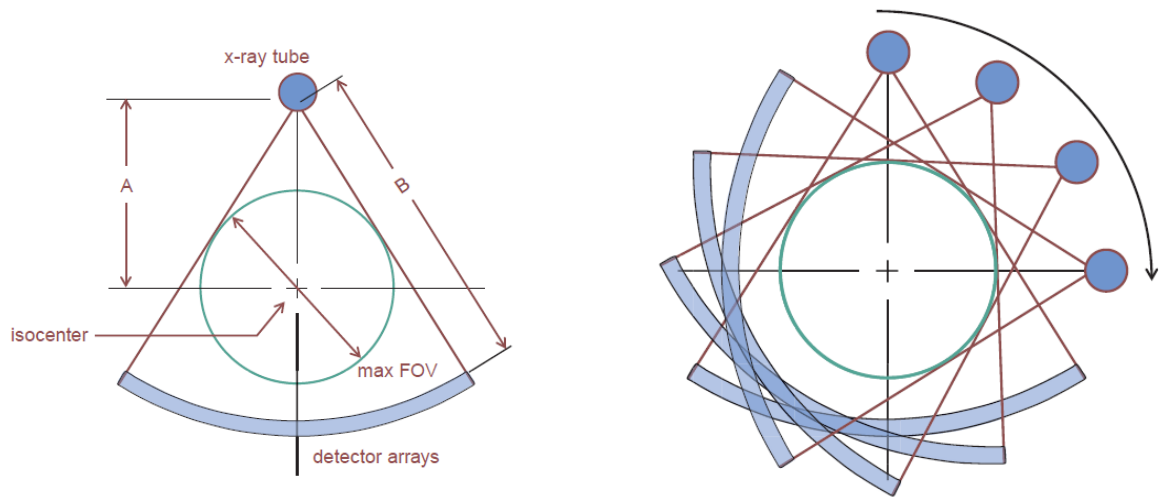 x-ray tube
A
B
isocenter
max FOV
detector arrays